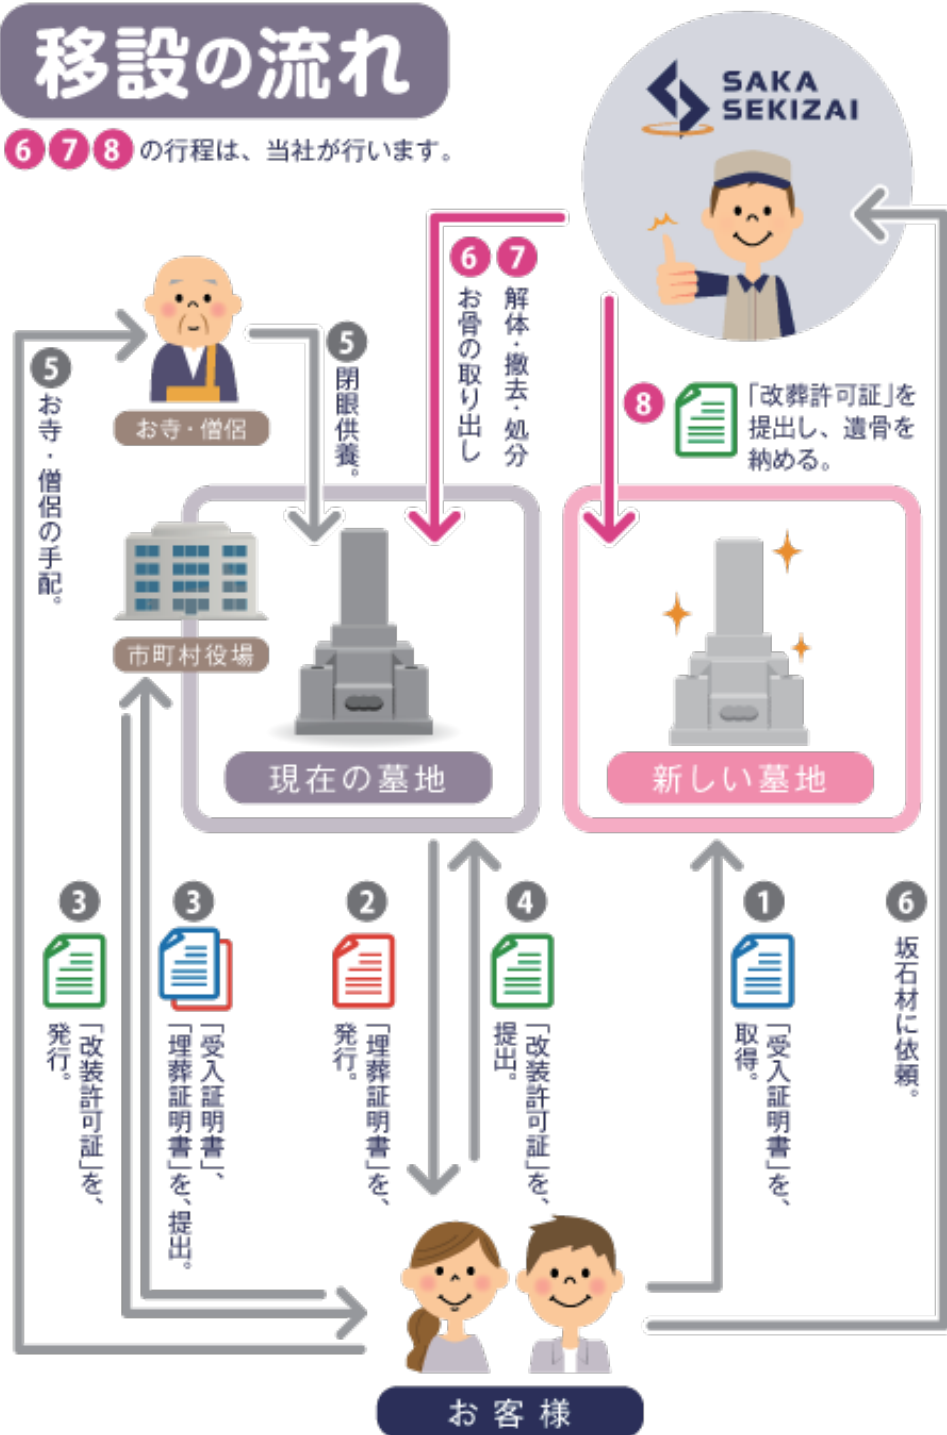 移設の流れ
6 7 8 の行程は、当社が行います。
SAKA
SEKIZAI
6 7
解体・撤去・処分
お骨の取り出し
8
「改葬許可証」を
提出し、遺骨を
納める。
5
お寺・僧侶の手配。
お寺・僧侶
5
閉眼供養。
市町村役場
現在の墓地
新しい墓地
3
「改装許可証」を、
発行。
3
「受入証明書」、
「埋葬証明書」を、提出。
2
「埋葬証明書」を、
発行。
4
「改装許可証」を、
提出。
1
「受入証明書」を、
取得。
6
坂石材に依頼。
お客様